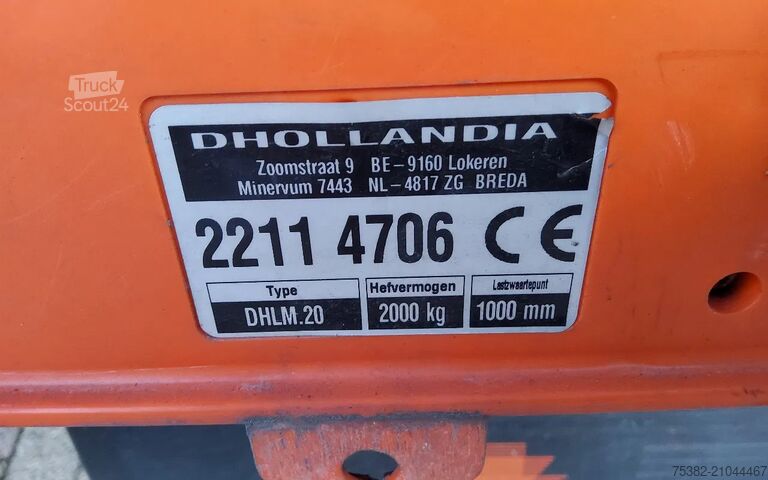 Truck
Scout24
DHOLLANDIA
Zoomstraat 9 BE-9160 Lokeren
Minervum 7443 NL-4817 ZG BREDA
2211 4706 CE
Type Hefvermogen Lastzwaartepunt
DHLM.20 2000 kg 1000 mm
75382-21044467